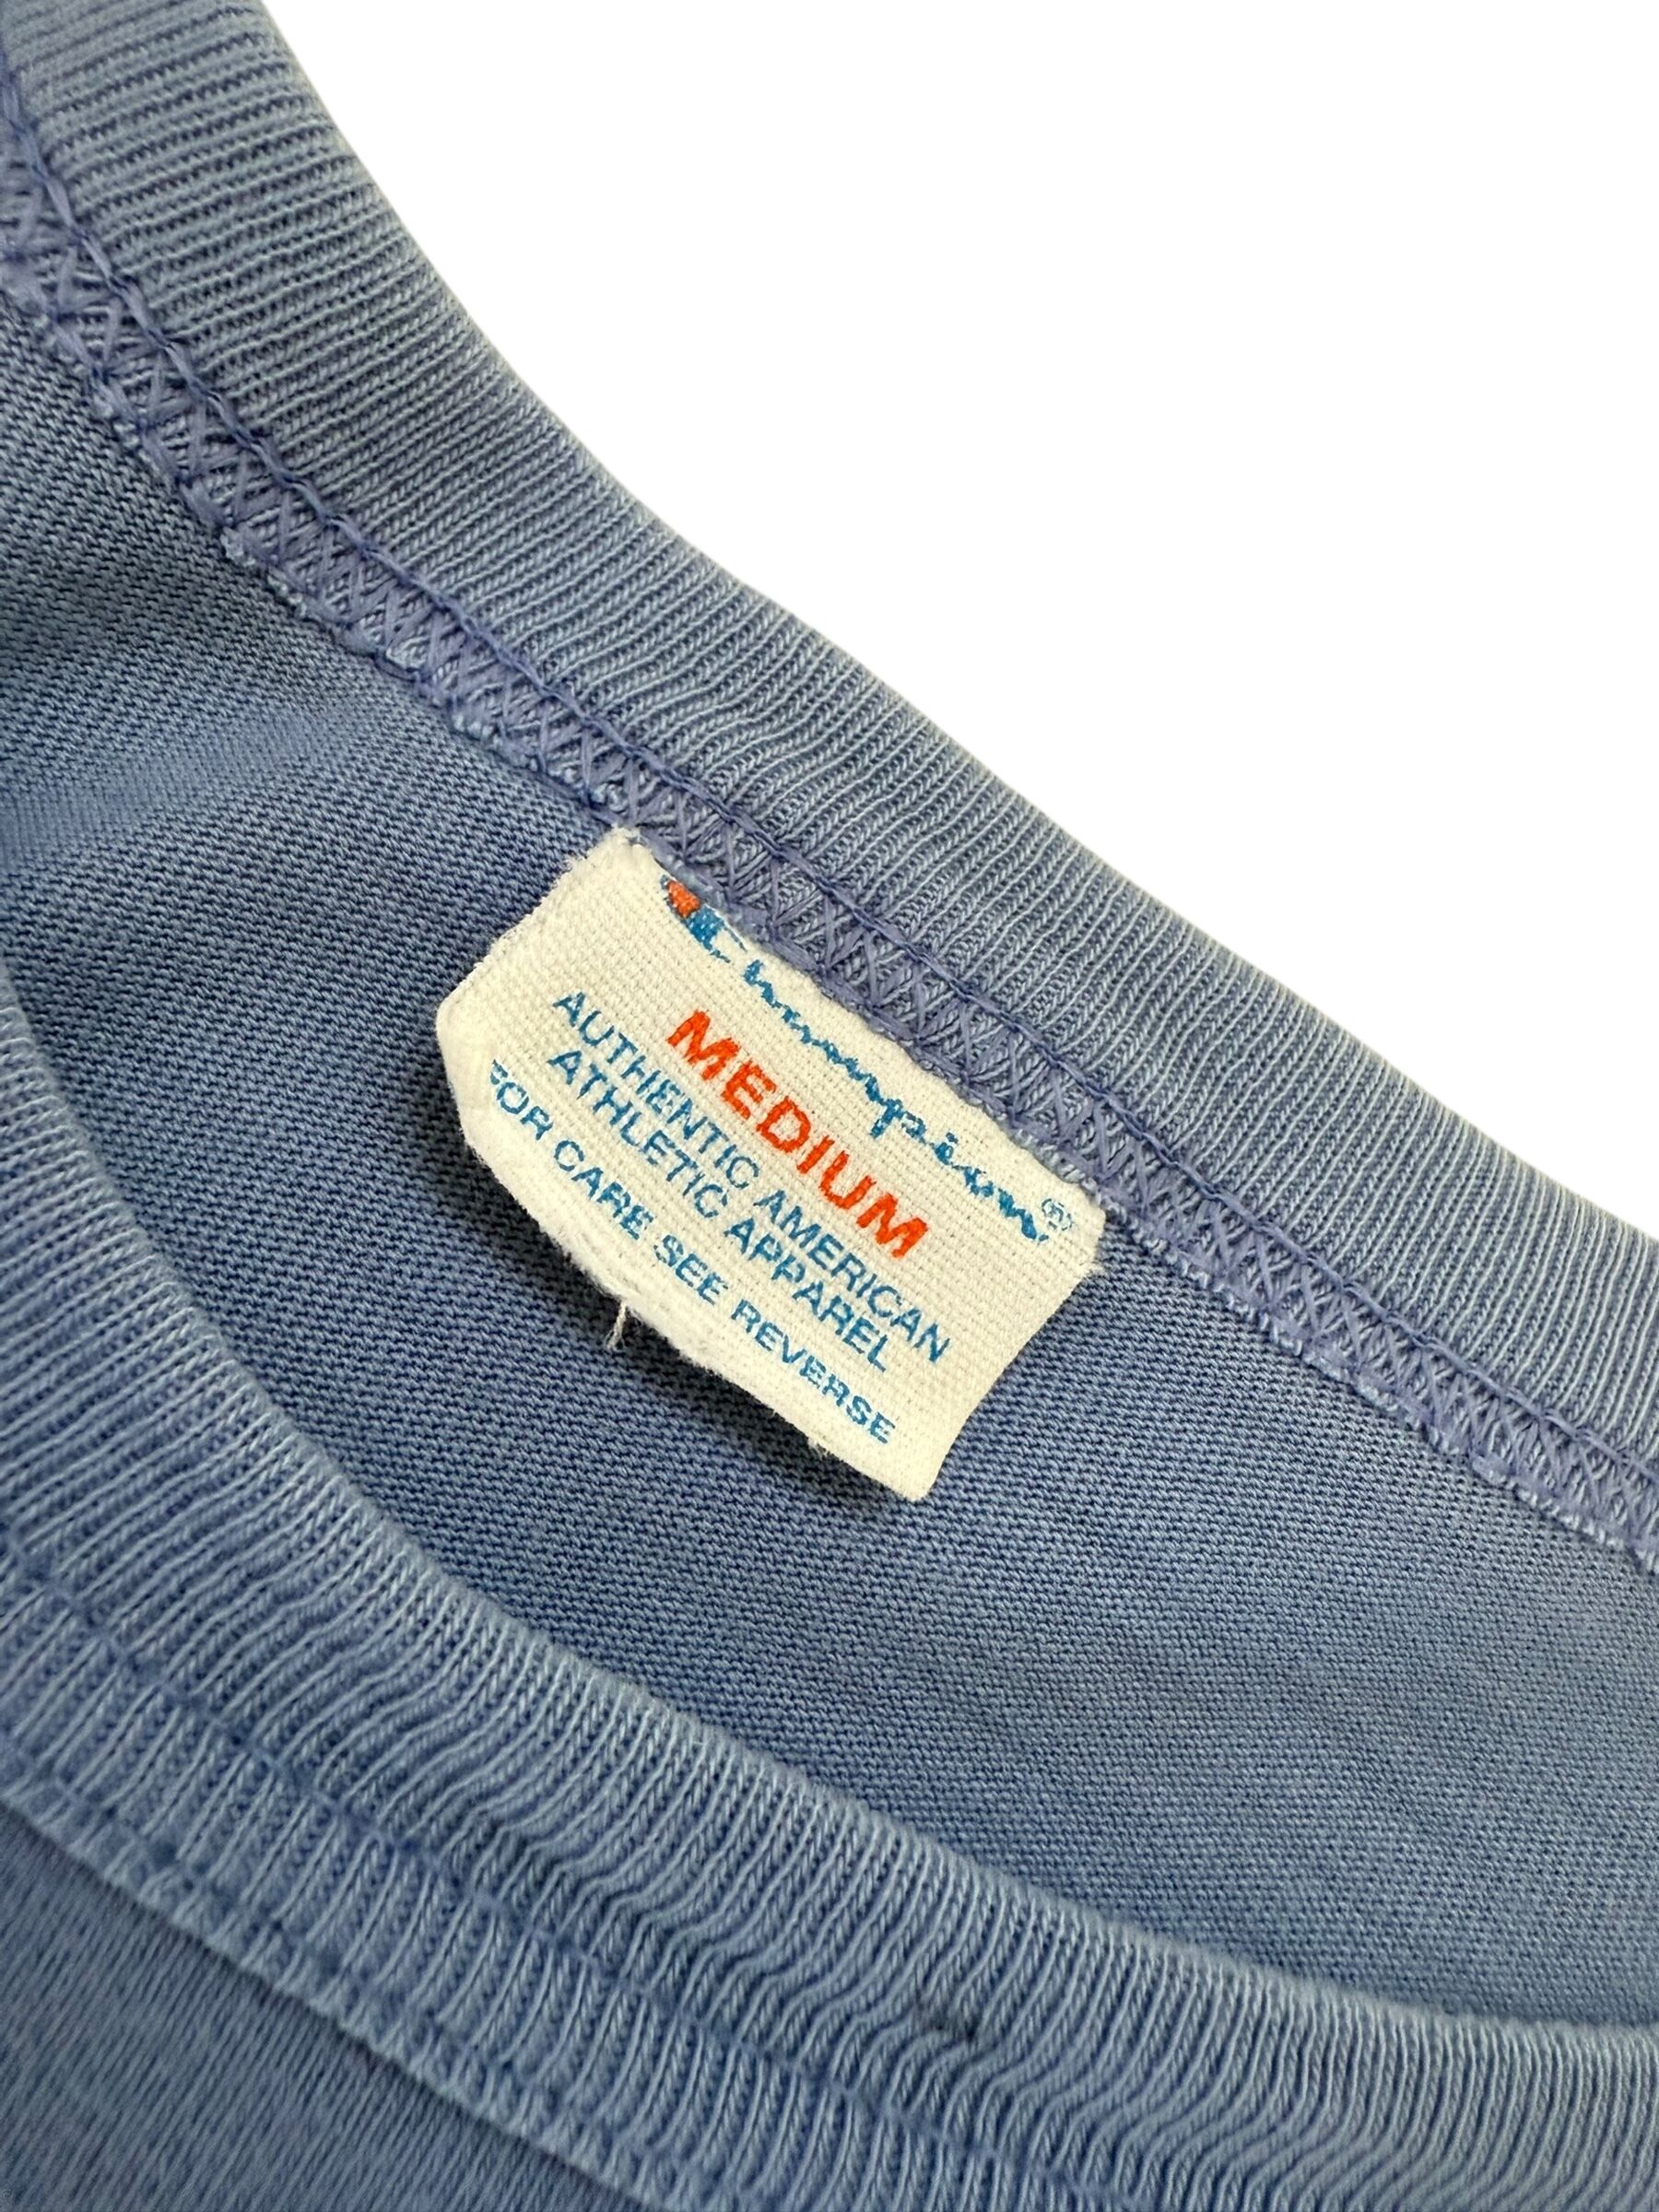 Champion®
MEDIUM
AUTHENTIC AMERICAN
ATHLETIC APPAREL
FOR CARE SEE REVERSE